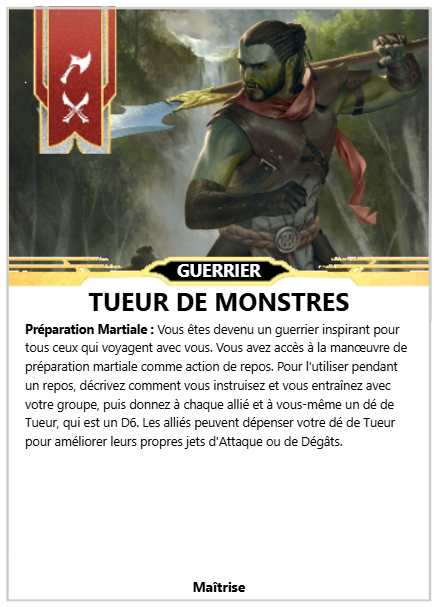 GUERRIER
TUEUR DE MONSTRES
Préparation Martiale : Vous êtes devenu un guerrier inspirant pour
tous ceux qui voyagent avec vous. Vous avez accès à la manœuvre de
préparation martiale comme action de repos. Pour l'utiliser pendant
un repos, décrivez comment vous instruisez et vous entraînez avec
votre groupe, puis donnez à chaque allié et à vous-même un dé de
Tueur, qui est un D6. Les alliés peuvent dépenser votre dé de Tueur
pour améliorer leurs propres jets d'Attaque ou de Dégâts.
Maîtrise